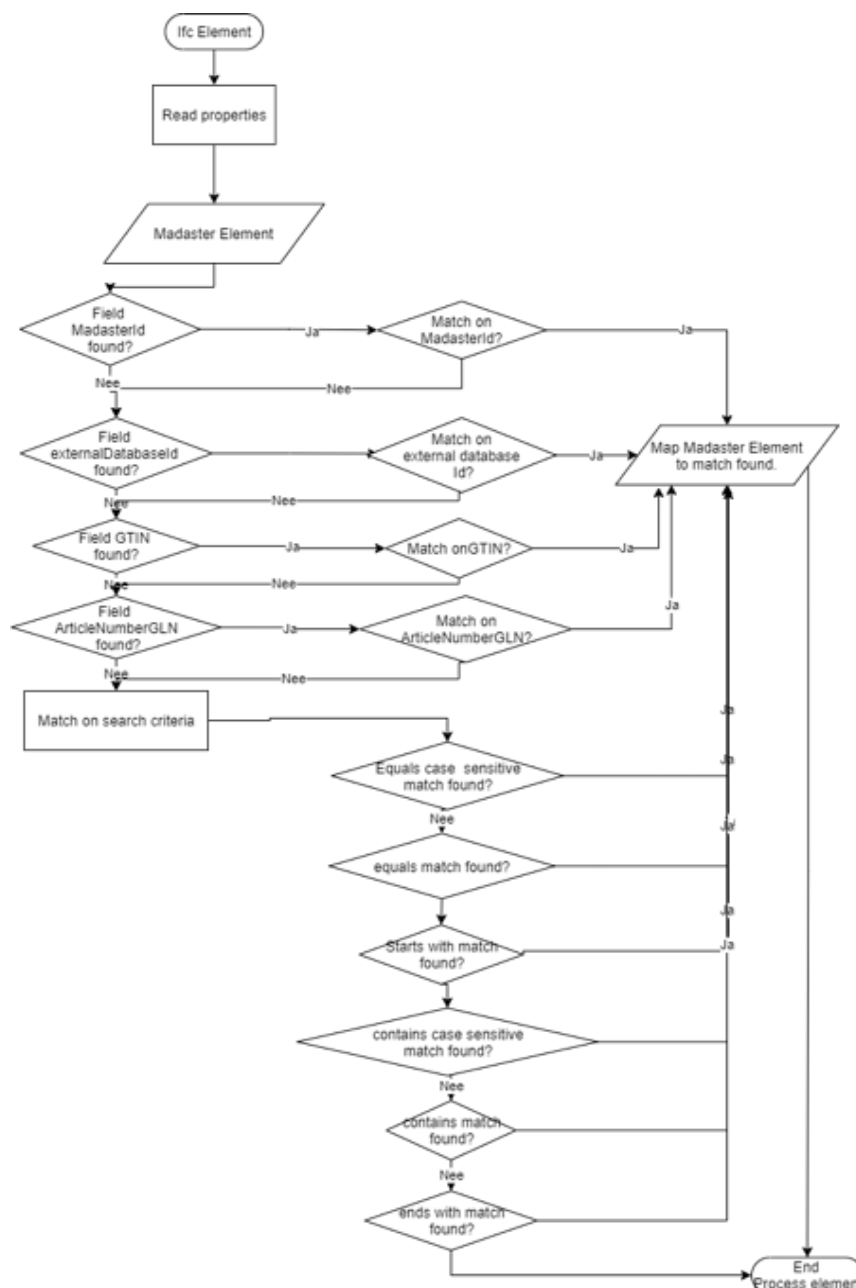 Ifc Element
Read properties
Madaster Element
Field
MadasterId
found?
Ja
Match on
MadasterId?
Ja
Nee
Nee
Field
externalDatabaseId
found?
Match on
external database
Id?
Ja
Map Madaster Element
to match found.
Nee
Nee
Field GTIN
found?
Ja
Match onGTIN?
Ja
Nee
Nee
Field
ArticleNumberGLN
found?
Ja
Match on
ArticleNumberGLN?
Ja
Nee
Nee
Match on search criteria
Ja
Equals case sensitive
match found?
Ja
Nee
Ja
equals match found?
Ja
Starts with match
found?
Ja
contains case sensitive
match found?
Nee
contains match
found?
Nee
ends with match
found?
End
Process element